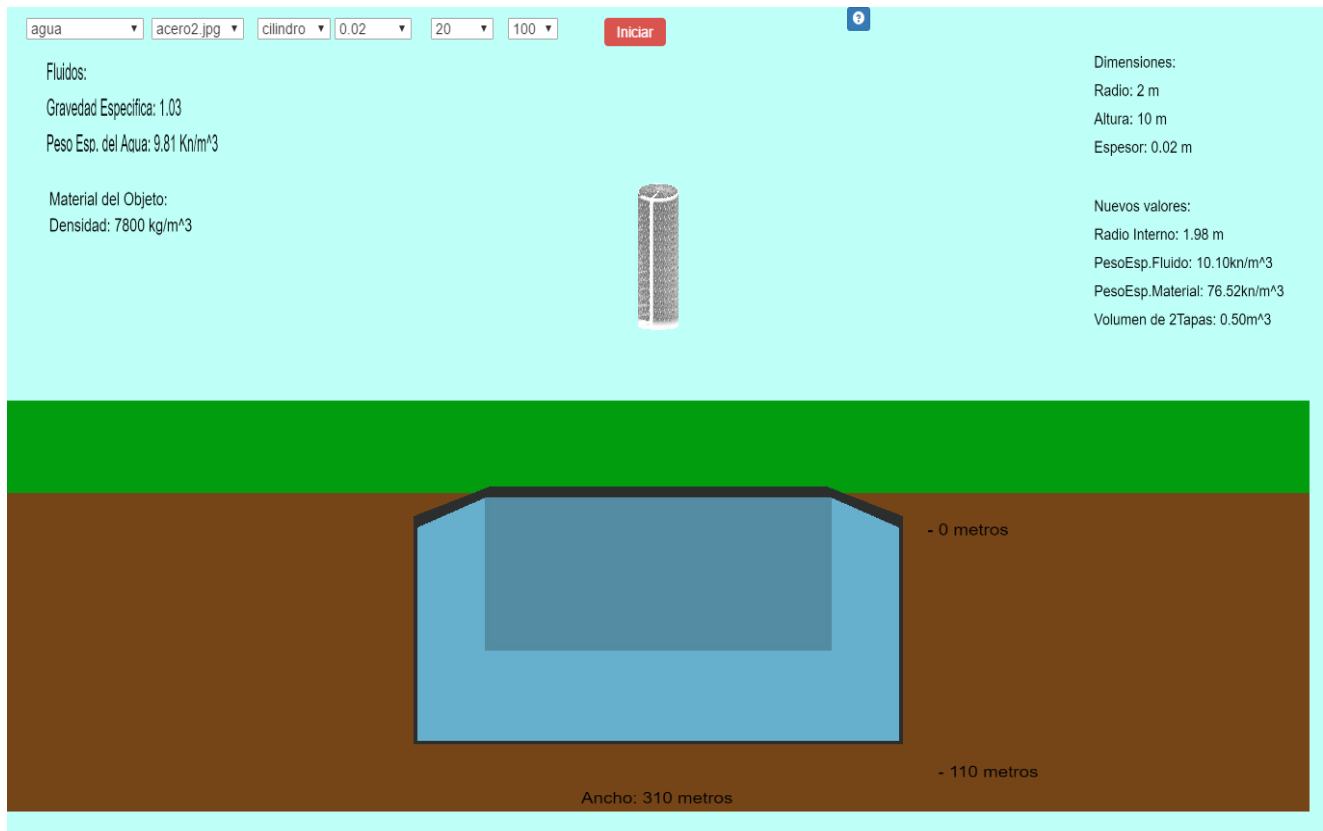 agua acero2.jpg cilindro 0.02 20 100 Iniciar
Fluidos:
Gravedad Especifica: 1.03
Peso Esp. del Agua: 9.81 Kn/m^3
Material del Objeto:
Densidad: 7800 kg/m^3
Dimensiones:
Radio: 2 m
Altura: 10 m
Espesor: 0.02 m
Nuevos valores:
Radio Interno: 1.98 m
PesoEsp.Fluido: 10.10kn/m^3
PesoEsp.Material: 76.52kn/m^3
Volumen de 2Tapas: 0.50m^3
- 0 metros
- 110 metros
Ancho: 310 metros